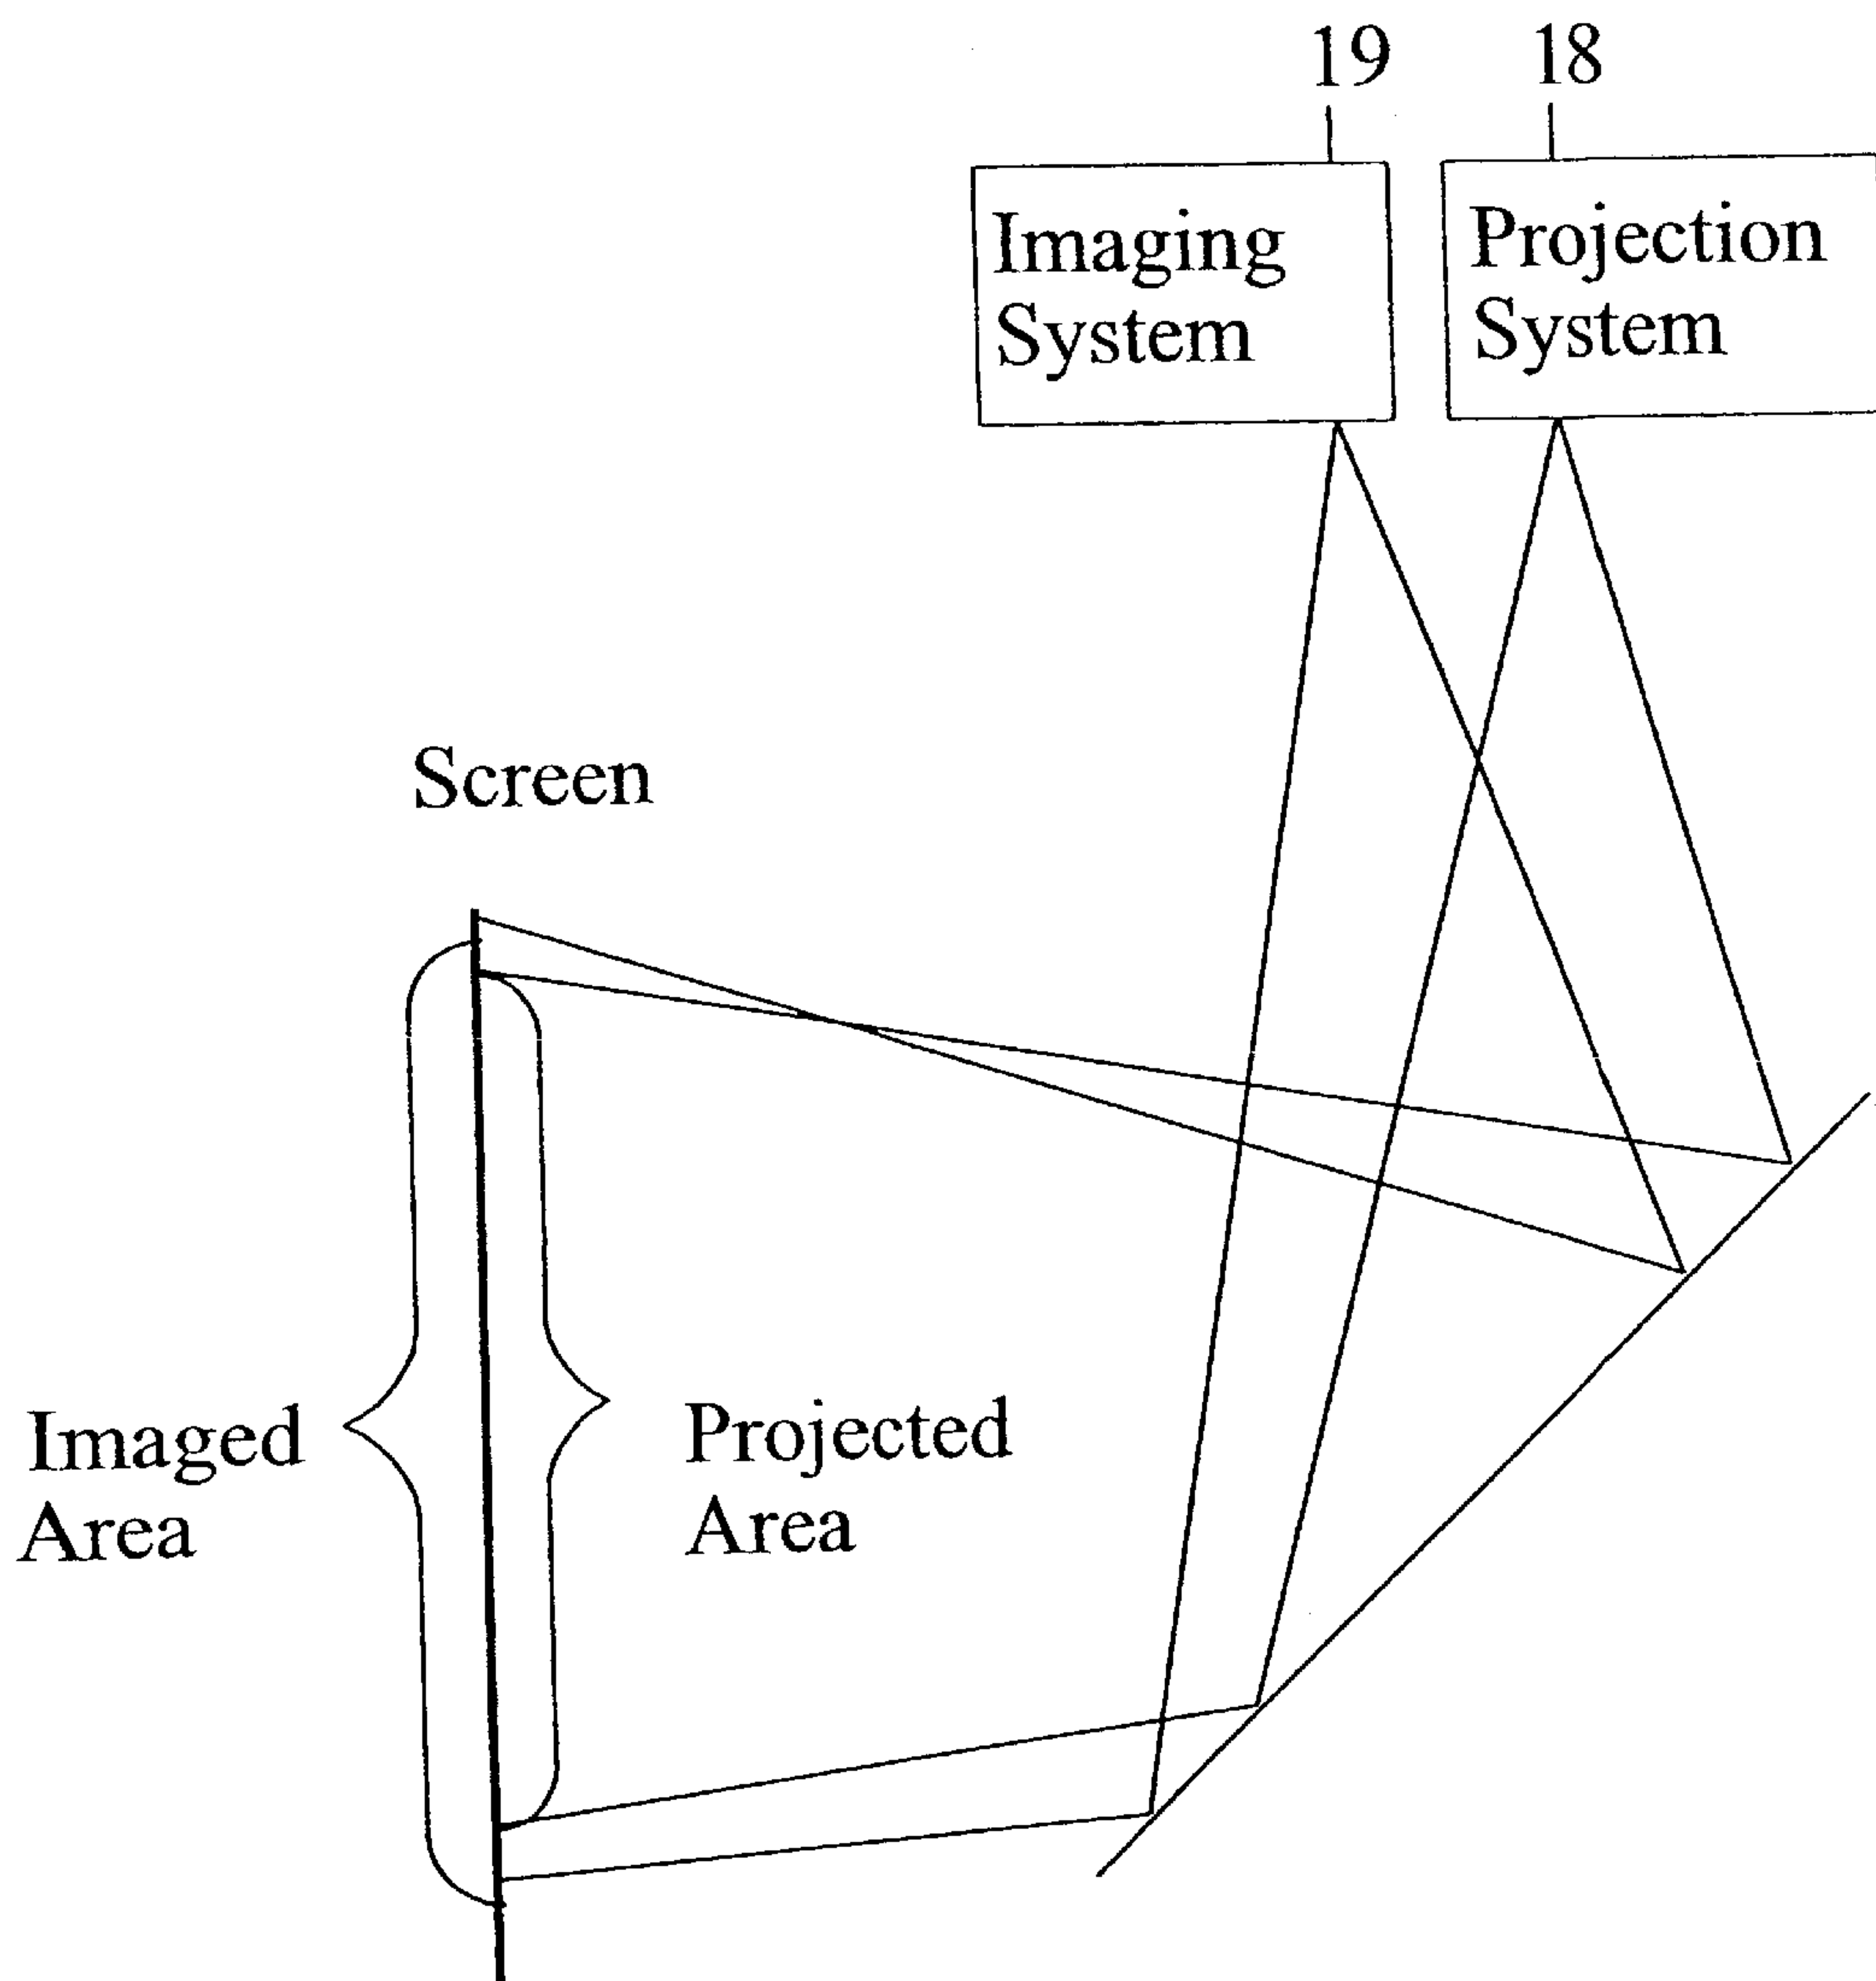 19
18
Imaging
System
Projection
System
Screen
Imaged
Area
Projected
Area